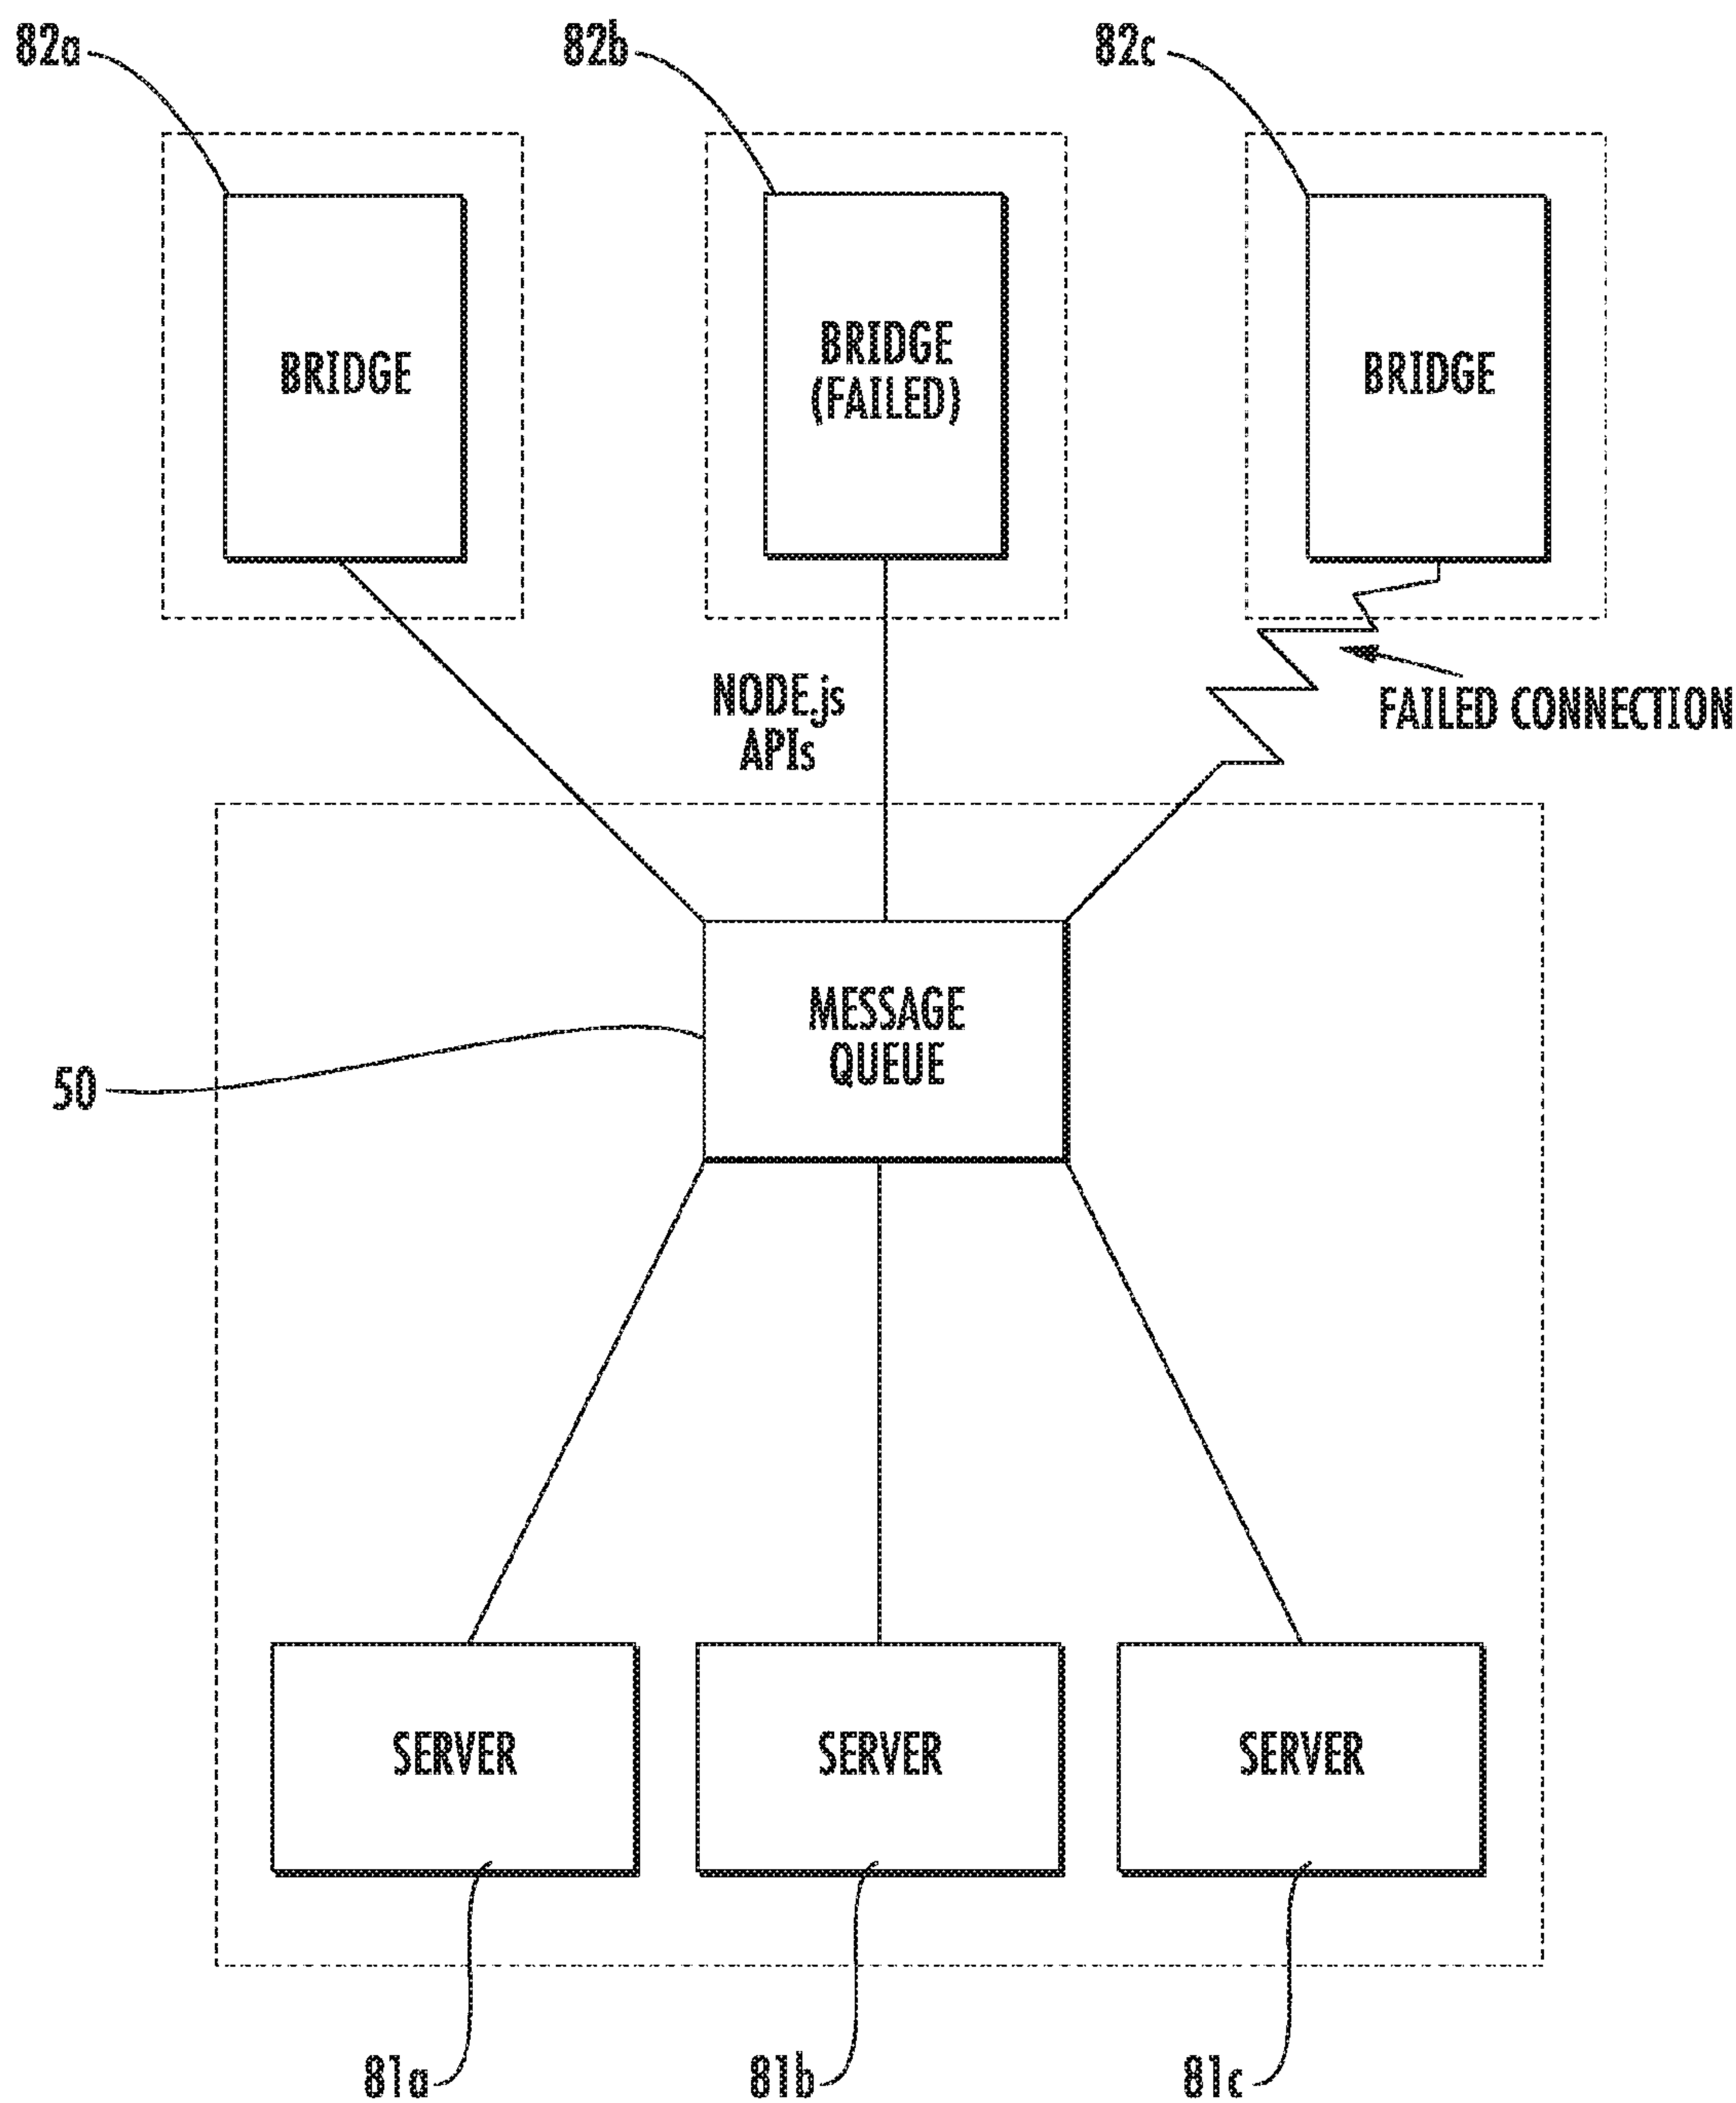 82a
82b
82c
BRIDGE
BRIDGE
(FAILED)
BRIDGE
NODE.js
APIs
FAILED CONNECTION
MESSAGE
QUEUE
50
SERVER
SERVER
SERVER
81a
81b
81c